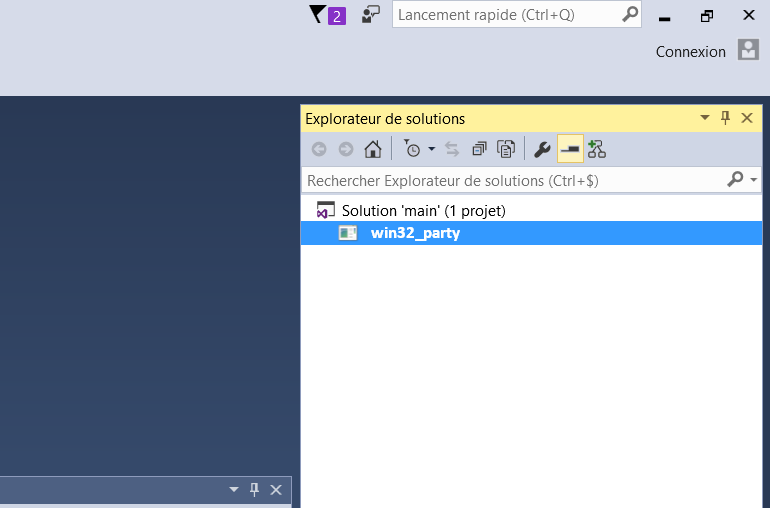 2
Lancement rapide (Ctrl+Q)
Connexion
Explorateur de solutions
Rechercher Explorateur de solutions (Ctrl+$)
Solution 'main' (1 projet)
win32_party